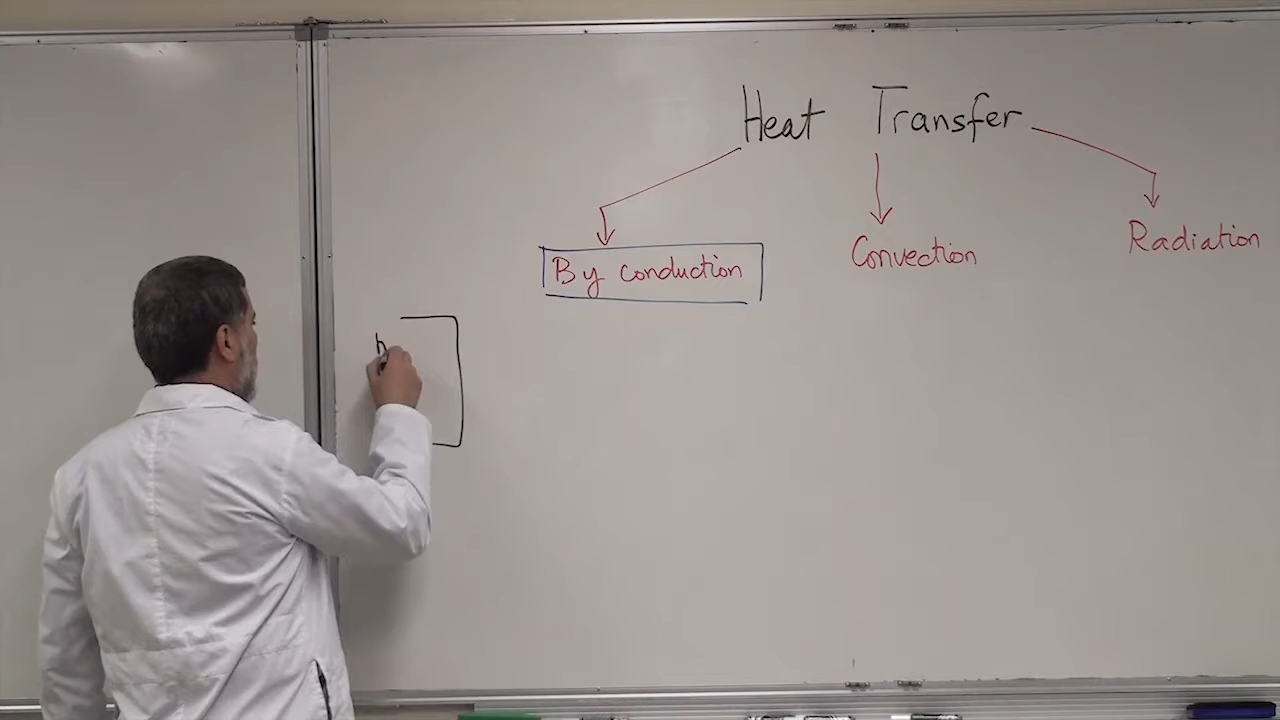 Heat Transfer
By conduction
Convection
Radiation
h